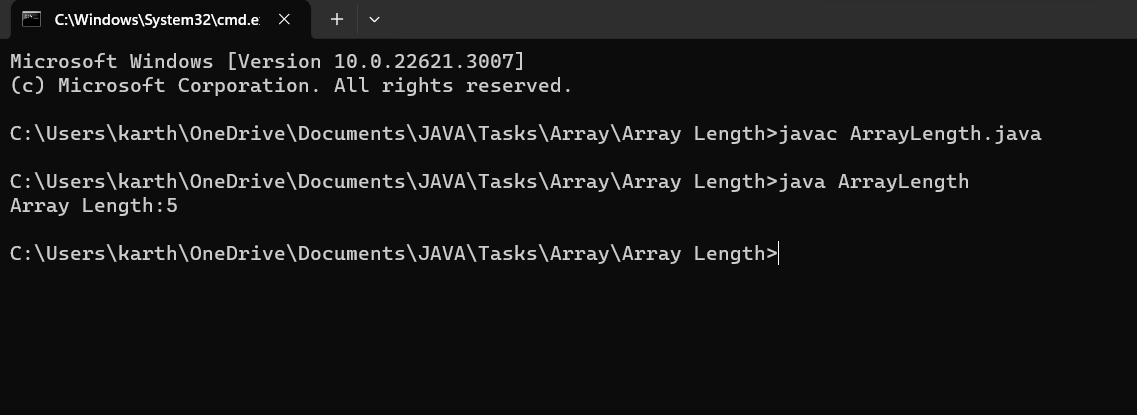 C:\Windows\System32\cmd.e
Microsoft Windows [Version 10.0.22621.3007]
(c) Microsoft Corporation. All rights reserved.
C:\Users\karth\OneDrive\Documents\JAVA\Tasks\Array\Array Length>javac ArrayLength.java
C:\Users\karth\OneDrive\Documents\JAVA\Tasks\Array\Array Length>java ArrayLength
Array Length:5
C:\Users\karth\OneDrive\Documents\JAVA\Tasks\Array\Array Length>